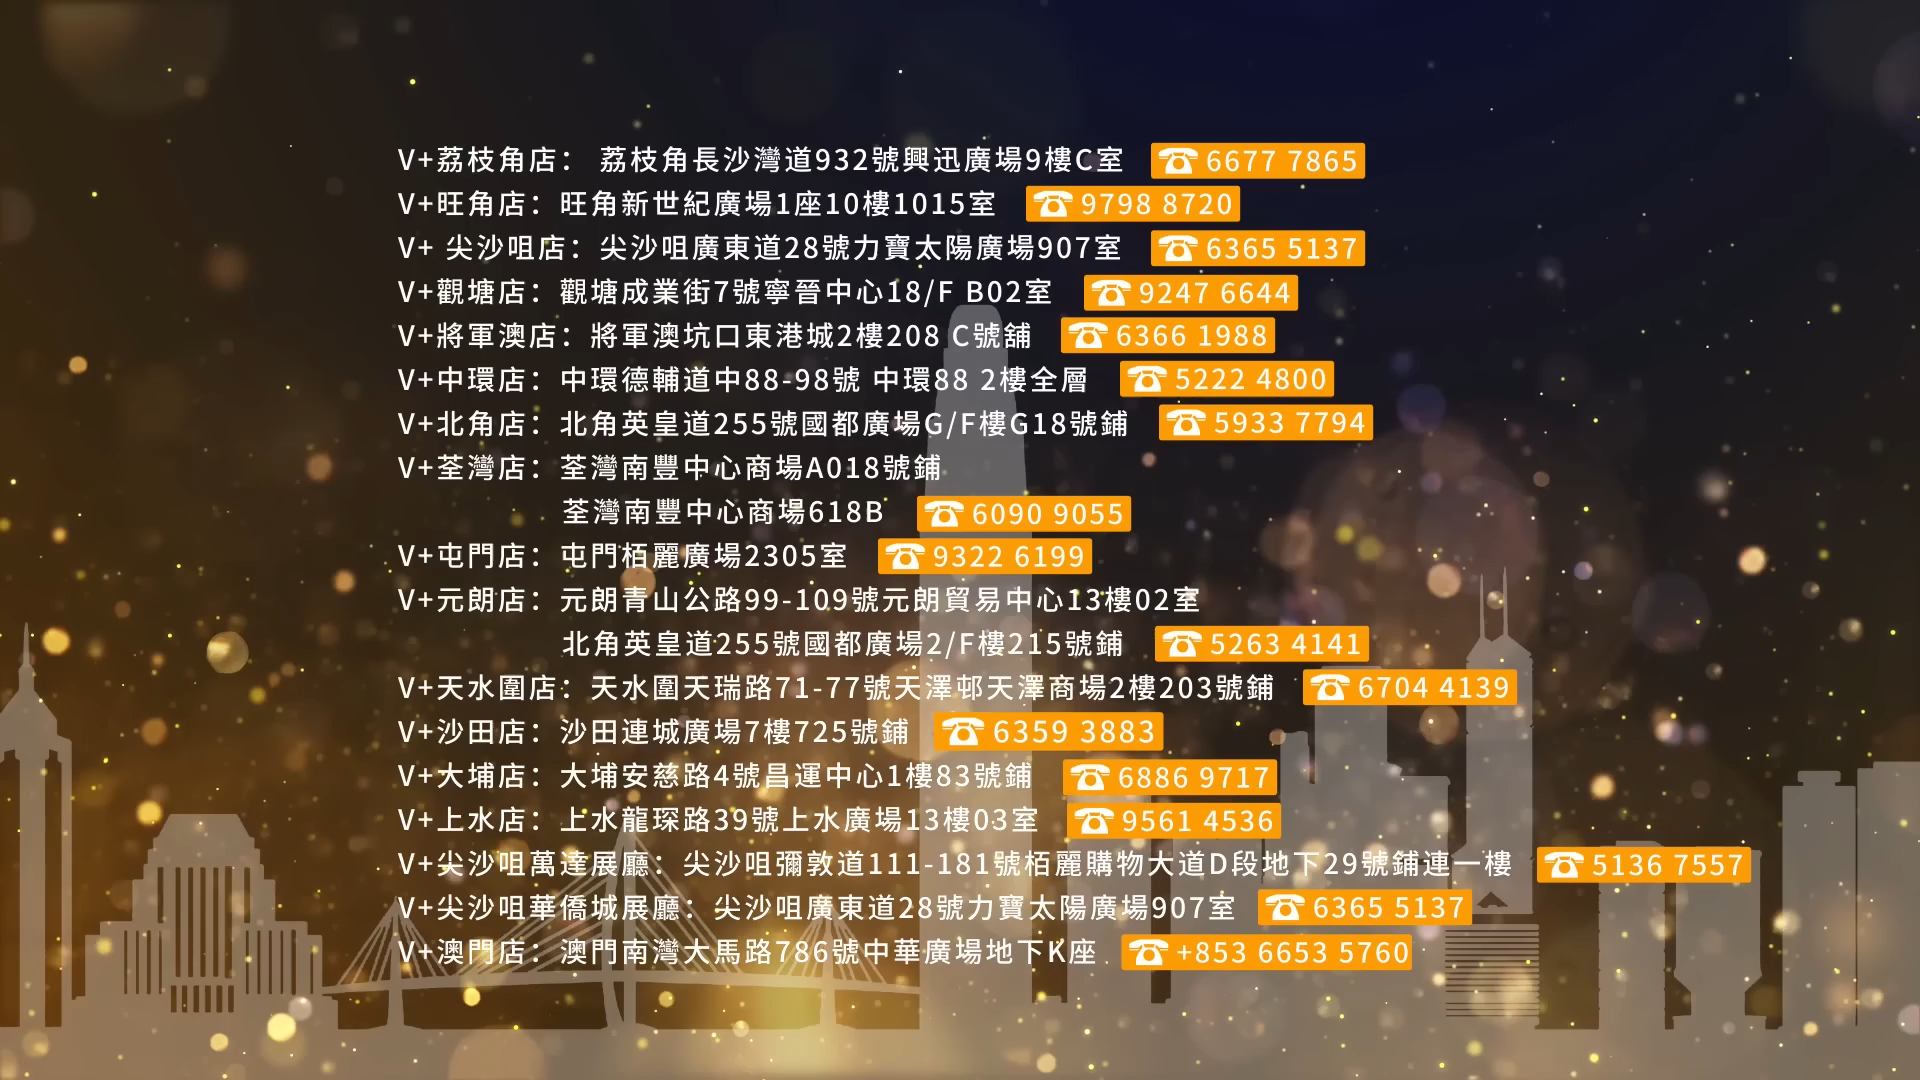 V+荔枝角店： 荔枝角長沙灣道932號興迅廣場9樓C室 ☎ 6677 7865
V+旺角店：旺角新世紀廣場1座10樓1015室 ☎ 9798 8720
V+ 尖沙咀店：尖沙咀廣東道28號力寶太陽廣場907室 ☎ 6365 5137
V+觀塘店：觀塘成業街7號寧晉中心18/F B02室 ☎ 9247 6644
V+將軍澳店：將軍澳坑口東港城2樓208 C號舖 ☎ 6366 1988
V+中環店：中環德輔道中88-98號 中環88 2樓全層 ☎ 5222 4800
V+北角店：北角英皇道255號國都廣場G/F樓G18號鋪 ☎ 5933 7794
V+荃灣店：荃灣南豐中心商場A018號鋪
荃灣南豐中心商場618B ☎ 6090 9055
V+屯門店：屯門栢麗廣場2305室 ☎ 9322 6199
V+元朗店：元朗青山公路99-109號元朗貿易中心13樓02室
北角英皇道255號國都廣場2/F樓215號鋪 ☎ 5263 4141
V+天水圍店：天水圍天瑞路71-77號天澤邨天澤商場2樓203號鋪 ☎ 6704 4139
V+沙田店：沙田連城廣場7樓725號鋪 ☎ 6359 3883
V+大埔店：大埔安慈路4號昌運中心1樓83號鋪 ☎ 6886 9717
V+上水店：上水龍琛路39號上水廣場13樓03室 ☎ 9561 4536
V+尖沙咀萬達展廳：尖沙咀彌敦道111-181號栢麗購物大道D段地下29號鋪連一樓 ☎ 5136 7557
V+尖沙咀華僑城展廳：尖沙咀廣東道28號力寶太陽廣場907室 ☎ 6365 5137
V+澳門店：澳門南灣大馬路786號中華廣場地下K座 ☎ +853 6653 5760